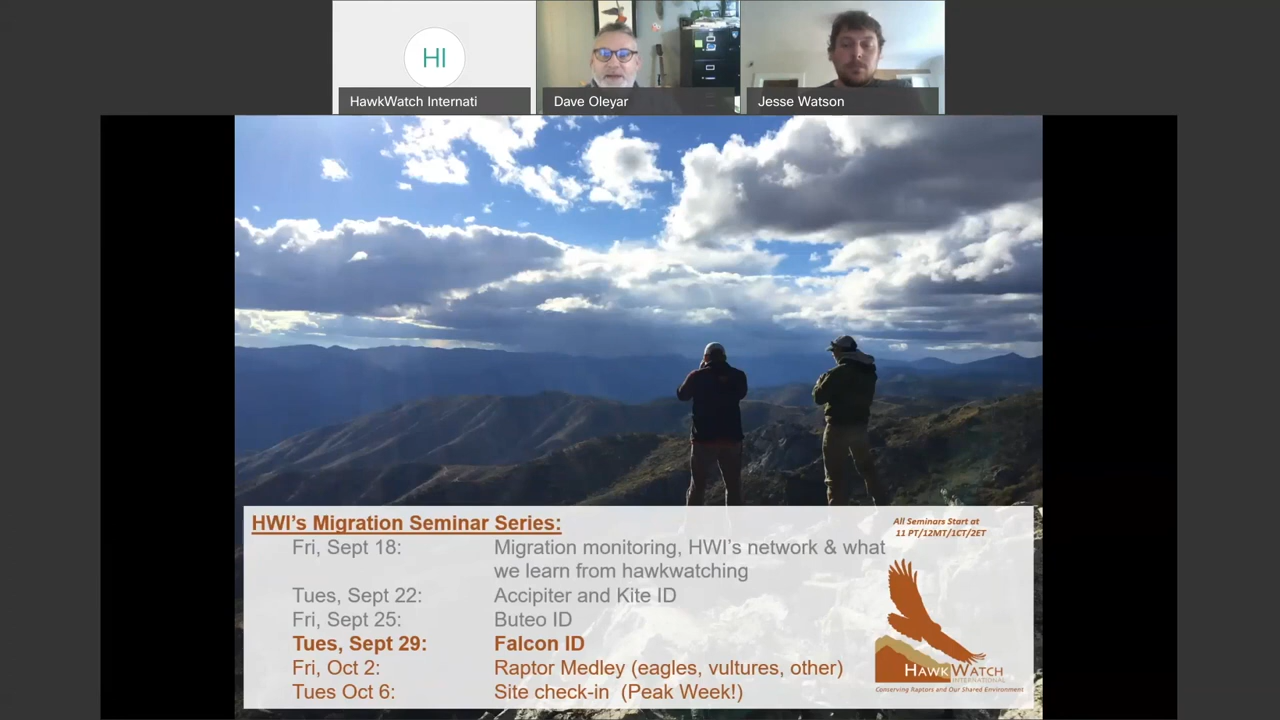 HI
HawkWatch Internati
Dave Oleyar
Jesse Watson
HWI's Migration Seminar Series:
All Seminars Start at
11 PT/12MT/1CT/2ET
Fri, Sept 18: Migration monitoring, HWI's network & what
we learn from hawkwatching
Tues, Sept 22: Accipiter and Kite ID
Fri, Sept 25: Buteo ID
Tues, Sept 29: Falcon ID
Fri, Oct 2: Raptor Medley (eagles, vultures, other)
Tues Oct 6: Site check-in (Peak Week!)
HAWKWATCH
INTERNATIONAL
Conserving Raptors and Our Shared Environment